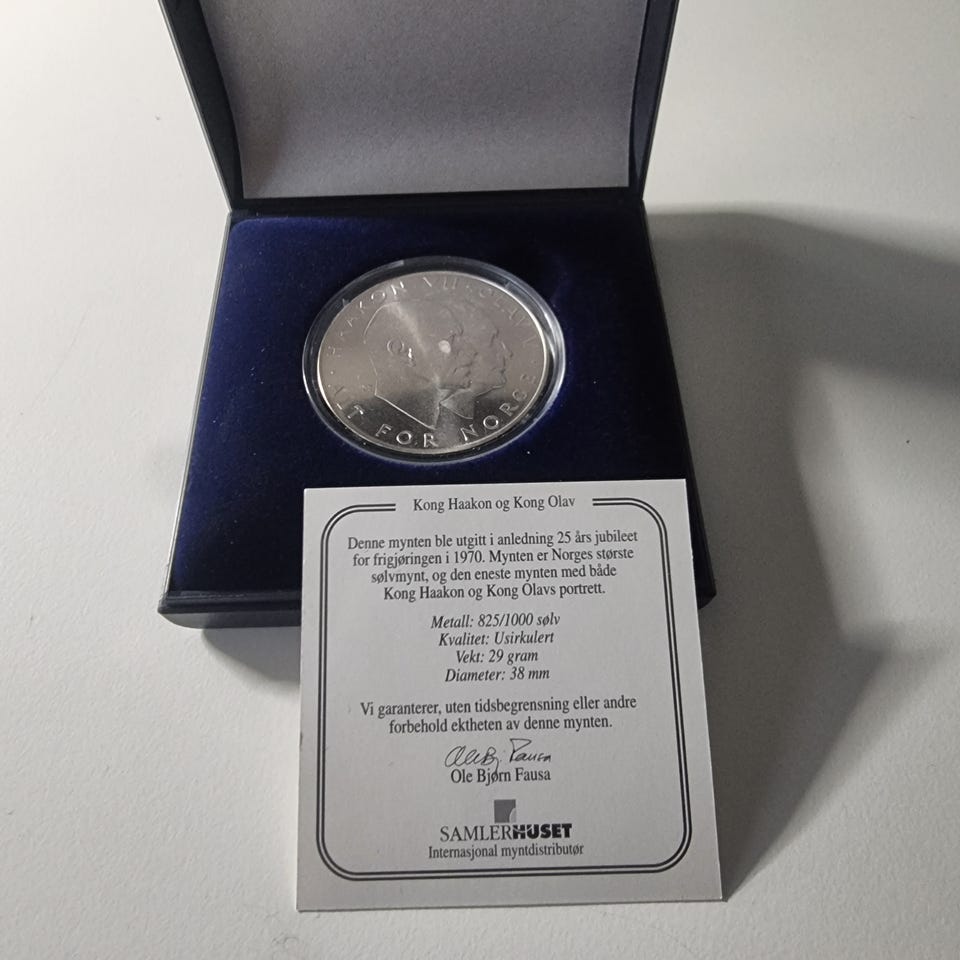 HAAKON VII · OLAV V
ALT FOR NORGE
Kong Haakon og Kong Olav
Denne mynten ble utgitt i anledning 25 års jubileet
for frigjøringen i 1970. Mynten er Norges største
sølvmynt, og den eneste mynten med både
Kong Haakon og Kong Olavs portrett.
Metall: 825/1000 sølv
Kvalitet: Usirkulert
Vekt: 29 gram
Diameter: 38 mm
Vi garanterer, uten tidsbegrensning eller andre
forbehold ektheten av denne mynten.
Ole Bj. Fausa
Ole Bjørn Fausa
SAMLERHUSET
Internasjonal myntdistributør